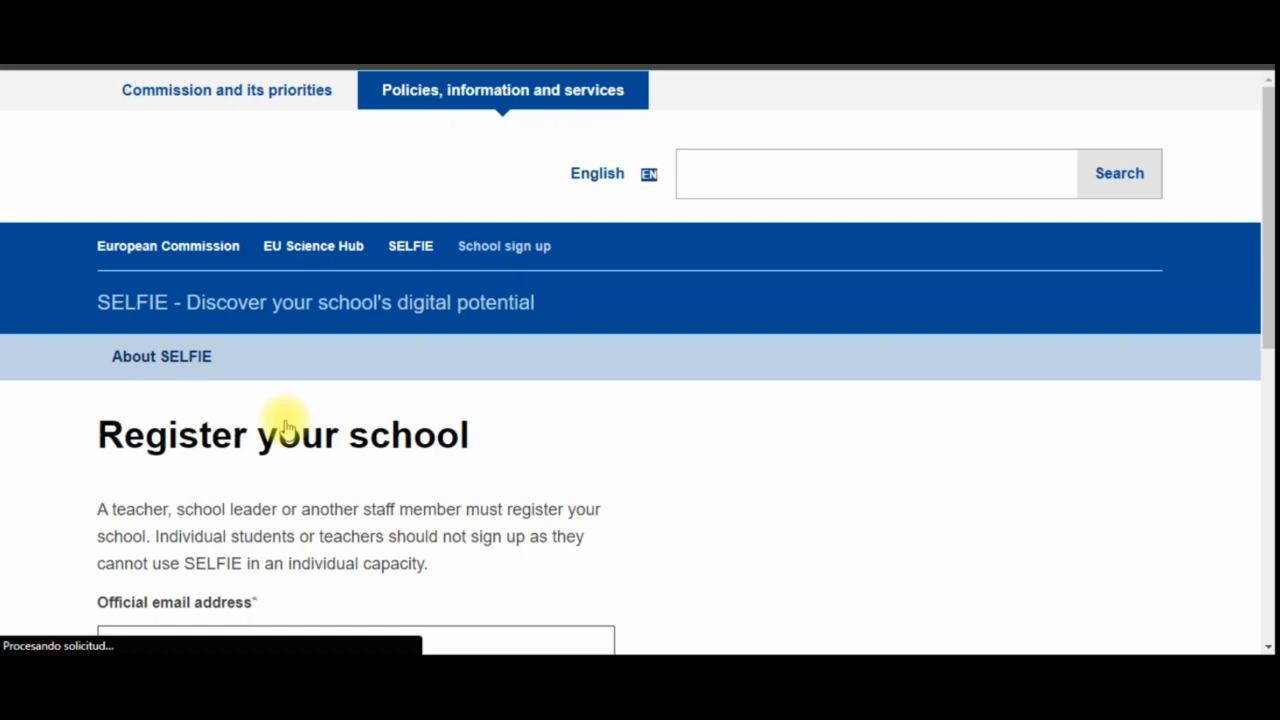 Commission and its priorities
Policies, information and services
English EN
Search
European Commission EU Science Hub SELFIE School sign up
SELFIE - Discover your school's digital potential
About SELFIE
Register your school
A teacher, school leader or another staff member must register your
school. Individual students or teachers should not sign up as they
cannot use SELFIE in an individual capacity.
Official email address*
Procesando solicitud...